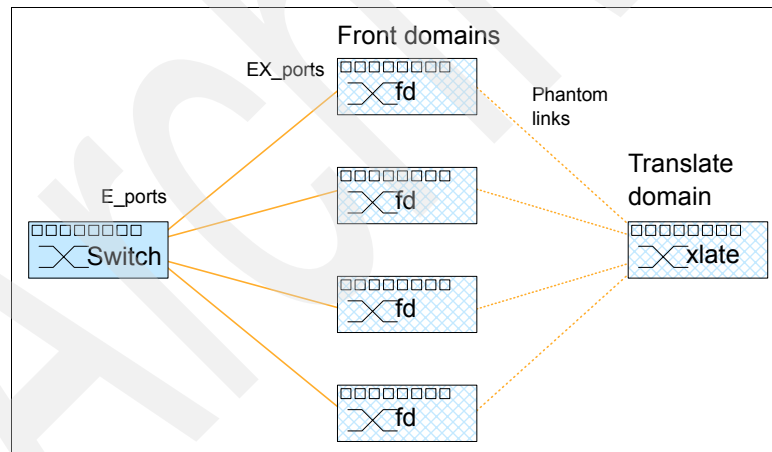 Front domains
EX_ports
fd
Phantom
links
fd
E_ports
Translate
domain
Switch
xlate
fd
fd